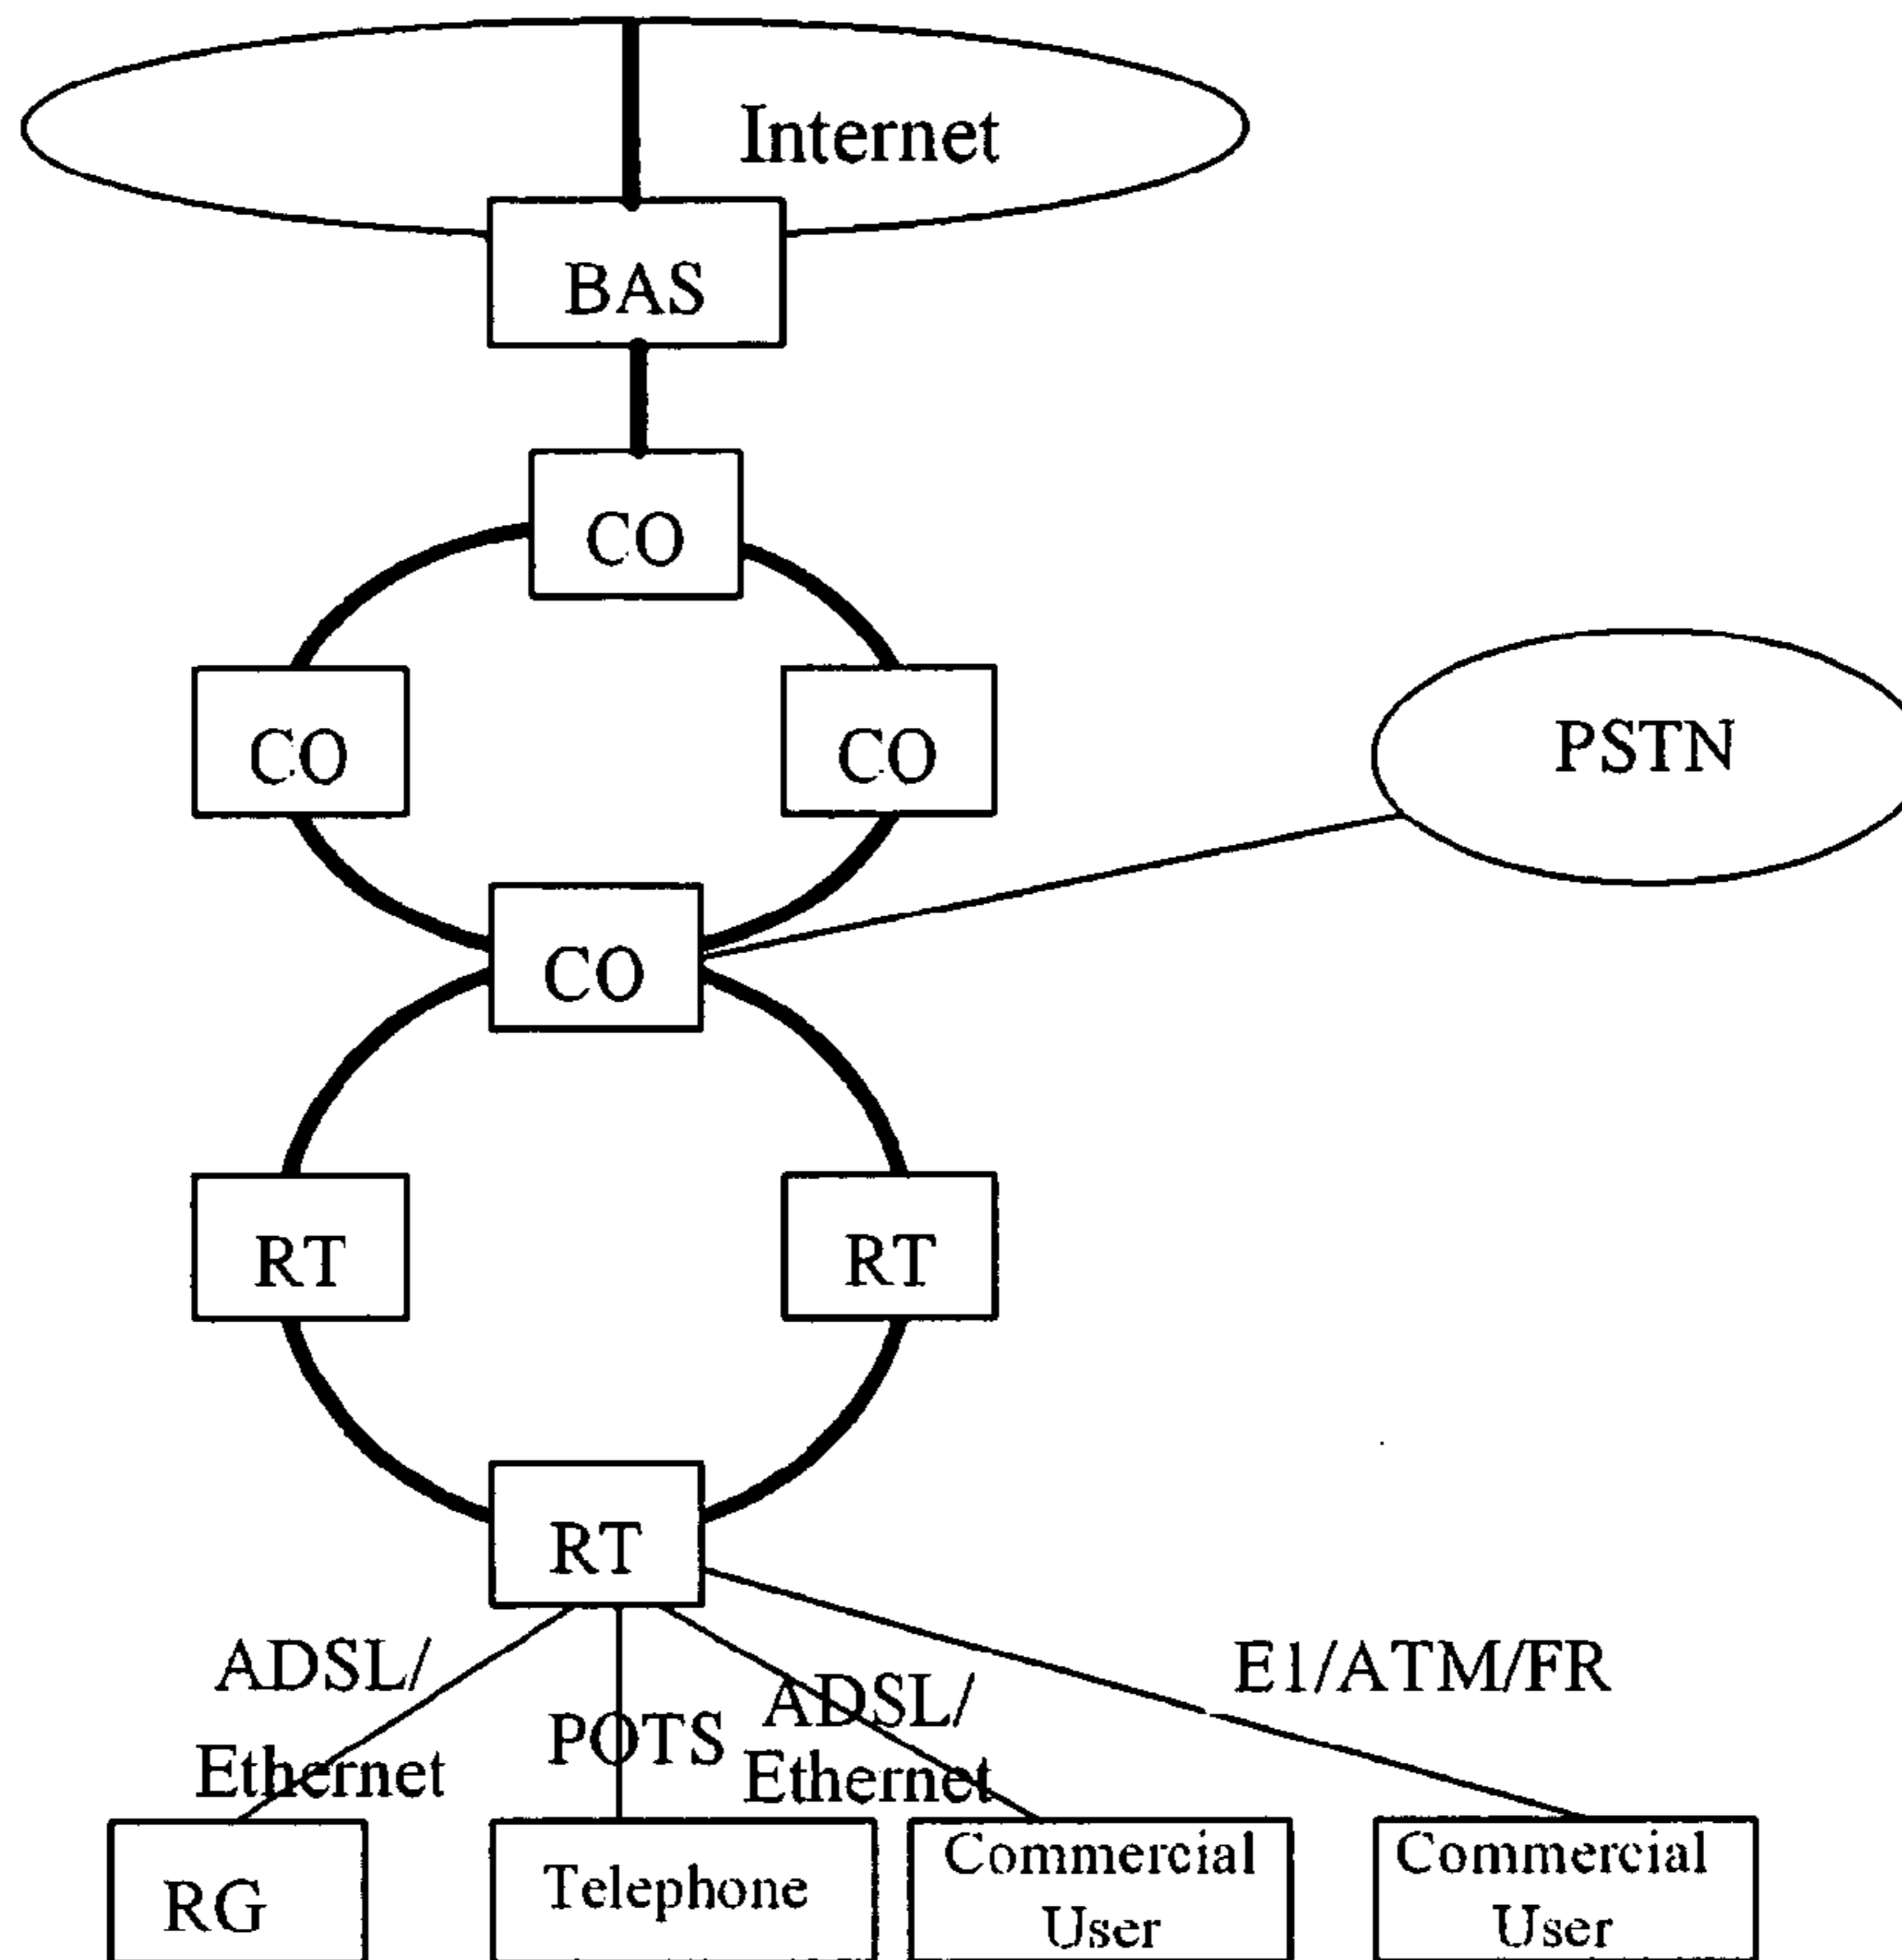 Internet
BAS
CO
CO
CO
PSTN
CO
RT
RT
RT
ADSL/
Ethernet
POTS
ADSL/
Ethernet
E1/ATM/FR
RG
Telephone
Commercial
User
Commercial
User